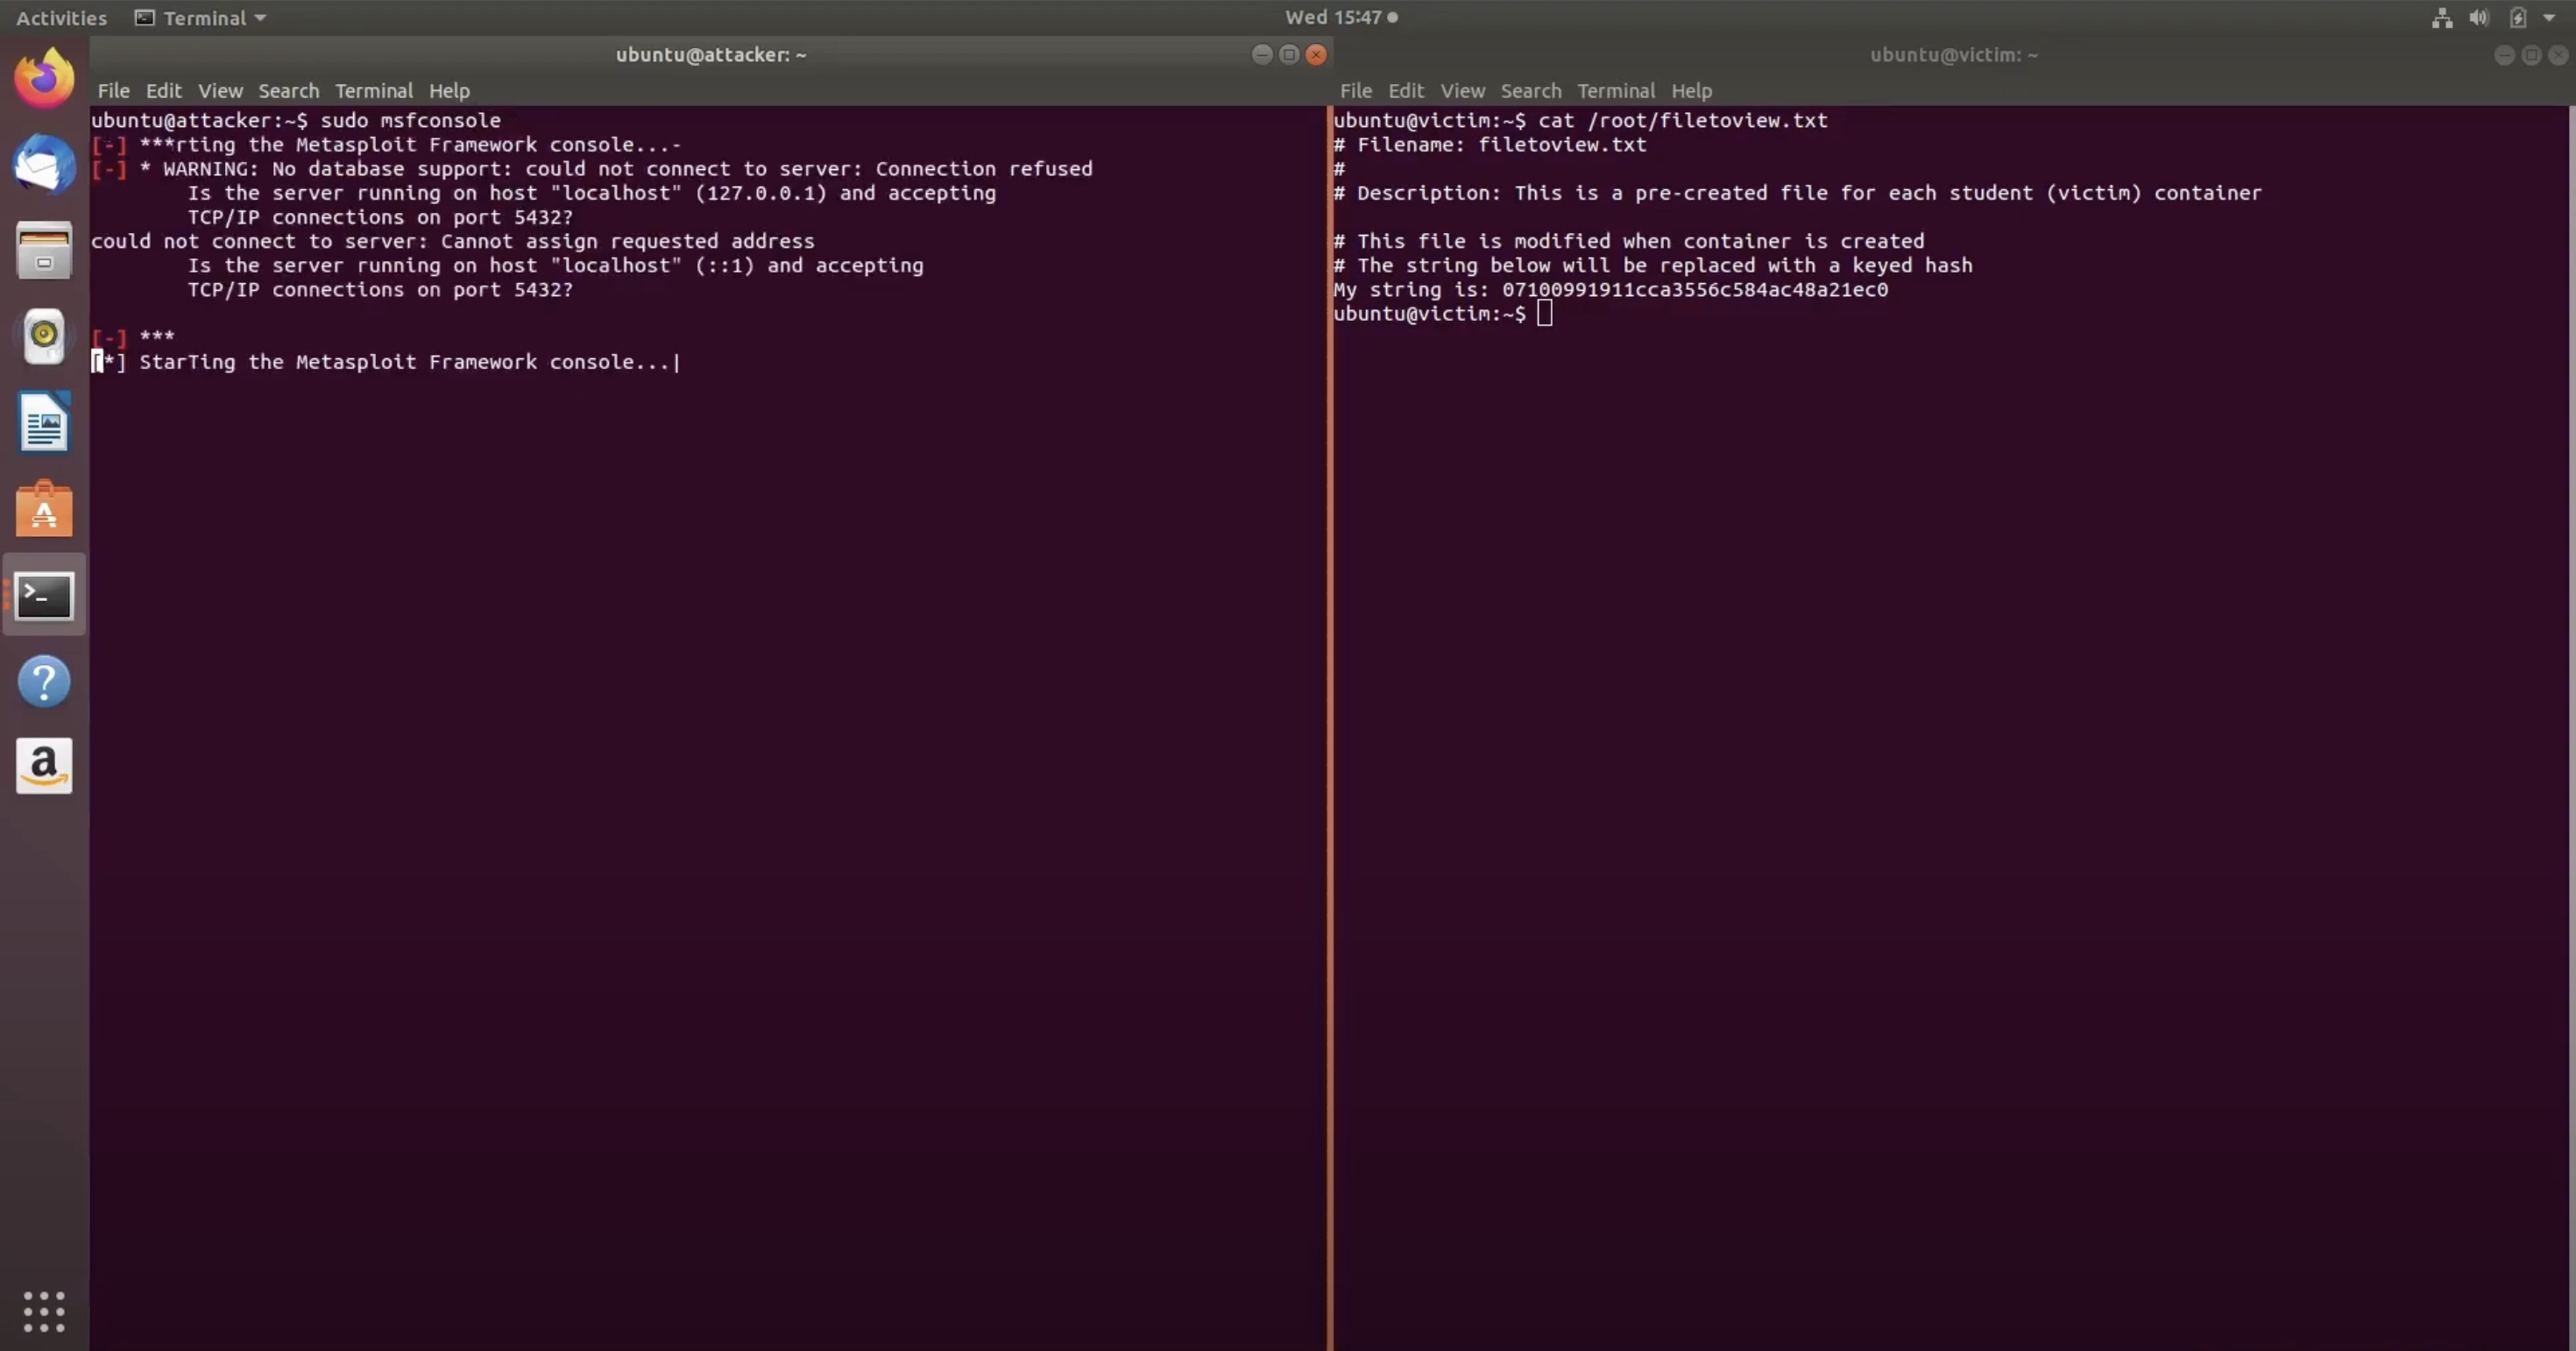 Activities Terminal Wed 15:47
ubuntu@attacker: ~
File Edit View Search Terminal Help
ubuntu@attacker:~$ sudo msfconsole
[-] ***rting the Metasploit Framework console...-
[-] * WARNING: No database support: could not connect to server: Connection refused
Is the server running on host "localhost" (127.0.0.1) and accepting
TCP/IP connections on port 5432?
could not connect to server: Cannot assign requested address
Is the server running on host "localhost" (::1) and accepting
TCP/IP connections on port 5432?
[-] ***
[*] StarTing the Metasploit Framework console...|
ubuntu@victim: ~
File Edit View Search Terminal Help
ubuntu@victim:~$ cat /root/filetoview.txt
# Filename: filetoview.txt
#
# Description: This is a pre-created file for each student (victim) container
# This file is modified when container is created
# The string below will be replaced with a keyed hash
My string is: 07100991911cca3556c584ac48a21ec0
ubuntu@victim:~$